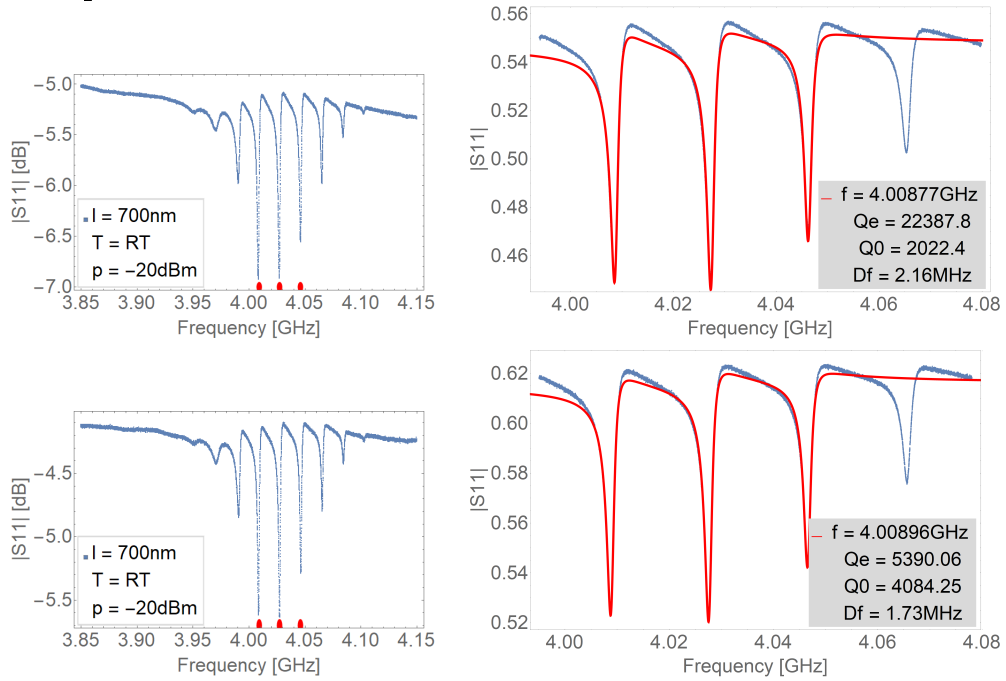 −5.0
−5.5
−6.0
−6.5
−7.0
|S11| [dB]
l = 700nm
T = RT
p = −20dBm
3.85 3.90 3.95 4.00 4.05 4.10 4.15
Frequency [GHz]
0.56
0.54
0.52
0.50
0.48
0.46
|S11|
f = 4.00877GHz
Qe = 22387.8
Q0 = 2022.4
Df = 2.16MHz
4.00 4.02 4.04 4.06 4.08
Frequency [GHz]
−4.5
−5.0
−5.5
|S11| [dB]
l = 700nm
T = RT
p = −20dBm
3.85 3.90 3.95 4.00 4.05 4.10 4.15
Frequency [GHz]
0.62
0.60
0.58
0.56
0.54
0.52
|S11|
f = 4.00896GHz
Qe = 5390.06
Q0 = 4084.25
Df = 1.73MHz
4.00 4.02 4.04 4.06 4.08
Frequency [GHz]